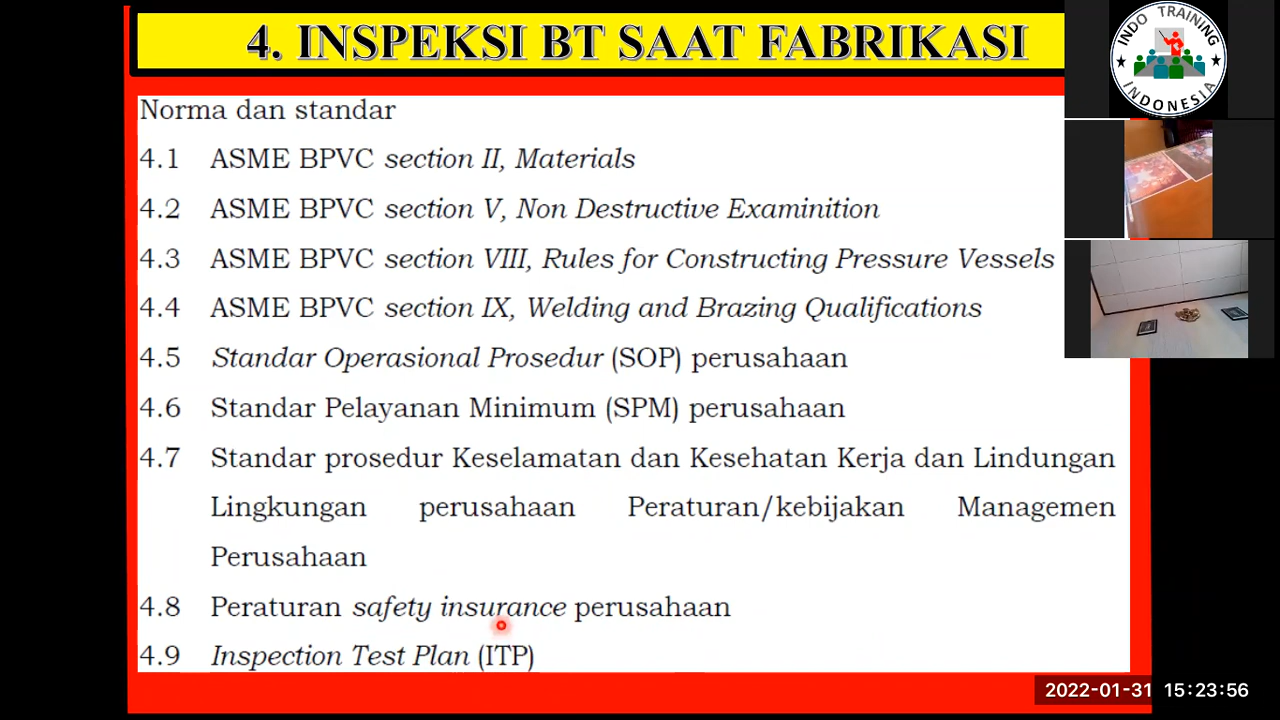 4. INSPEKSI BT SAAT FABRIKASI
INDO TRAINING
INDONESIA
Norma dan standar
4.1 ASME BPVC section II, Materials
4.2 ASME BPVC section V, Non Destructive Examinition
4.3 ASME BPVC section VIII, Rules for Constructing Pressure Vessels
4.4 ASME BPVC section IX, Welding and Brazing Qualifications
4.5 Standar Operasional Prosedur (SOP) perusahaan
4.6 Standar Pelayanan Minimum (SPM) perusahaan
4.7 Standar prosedur Keselamatan dan Kesehatan Kerja dan Lindungan
Lingkungan perusahaan Peraturan/kebijakan Managemen
Perusahaan
4.8 Peraturan safety insurance perusahaan
4.9 Inspection Test Plan (ITP)
2022-01-31 15:23:56